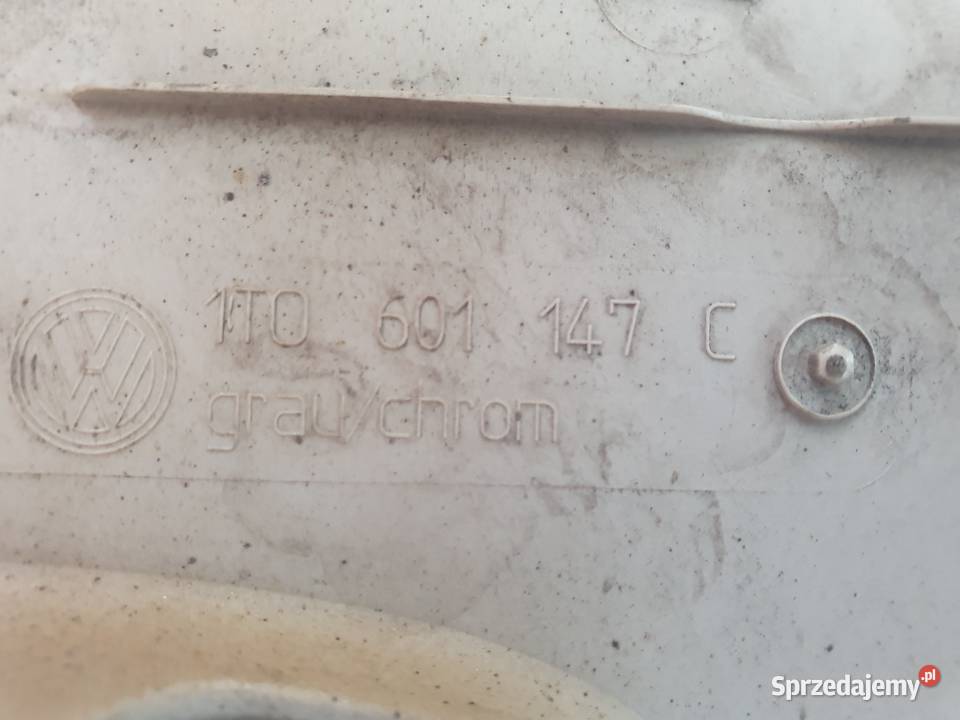 1T0 601 147 C
grau/chrom
Sprzedajemy.pl